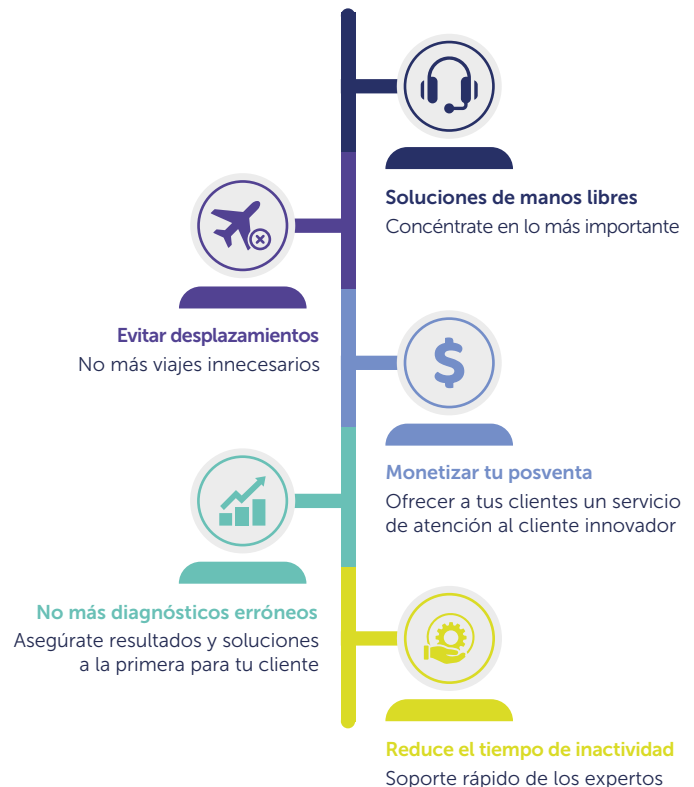 Soluciones de manos libres
Concéntrate en lo más importante
Evitar desplazamientos
No más viajes innecesarios
$
Monetizar tu posventa
Ofrecer a tus clientes un servicio
de atención al cliente innovador
No más diagnósticos erróneos
Asegúrate resultados y soluciones
a la primera para tu cliente
Reduce el tiempo de inactividad
Soporte rápido de los expertos